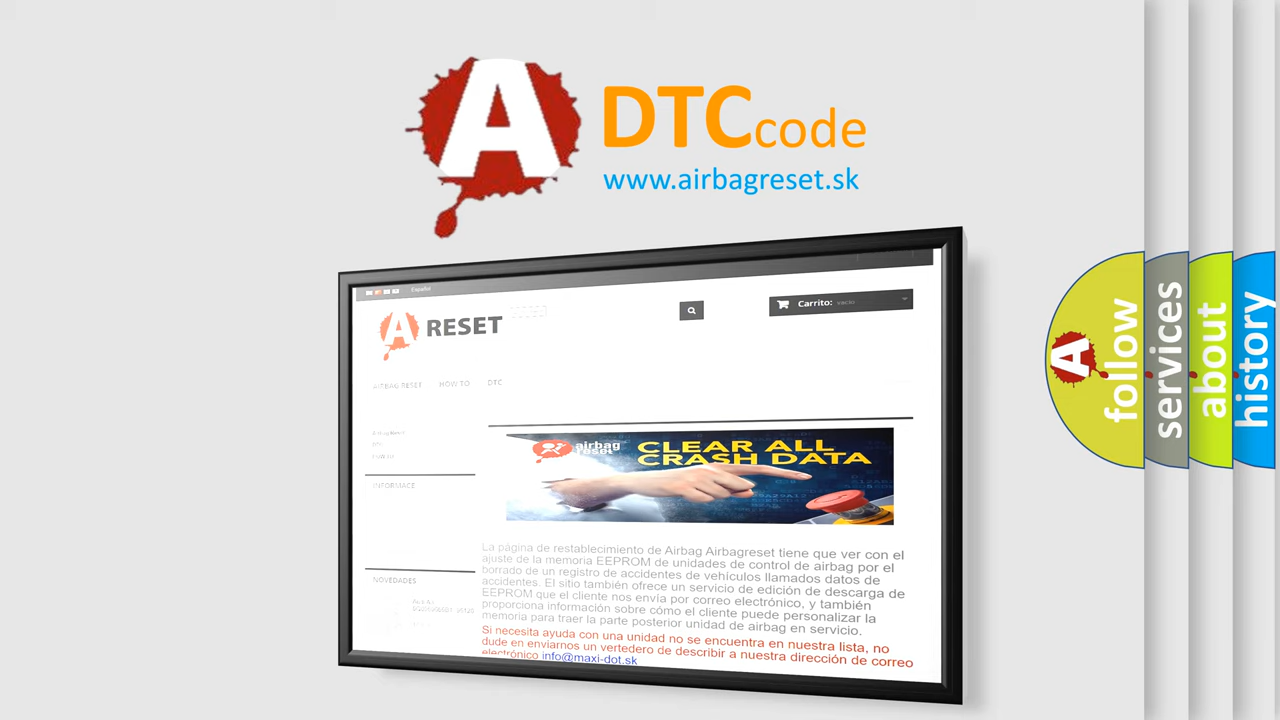 A DTCcode
www.airbagreset.sk
Español
A RESET
Carrito: vacío
AIRBAG RESET HOW TO DTC
INFORMACE
airbag
reset
CLEAR ALL
CRASH DATA
NOVEDADES
La página de restablecimiento de Airbag Airbagreset tiene que ver con el
ajuste de la memoria EEPROM de unidades de control de airbag por el
borrado de un registro de accidentes de vehículos llamados datos de
accidentes. El sitio también ofrece un servicio de edición de descarga de
EEPROM que el cliente nos envía por correo electrónico, y también
proporciona información sobre cómo el cliente puede personalizar la
memoria para traer la parte posterior unidad de airbag en servicio.
Si necesita ayuda con una unidad no se encuentra en nuestra lista, no
dude en enviarnos un vertedero de describir a nuestra dirección de correo
electrónico info@maxi-dot.sk
A
follow
services
about
history